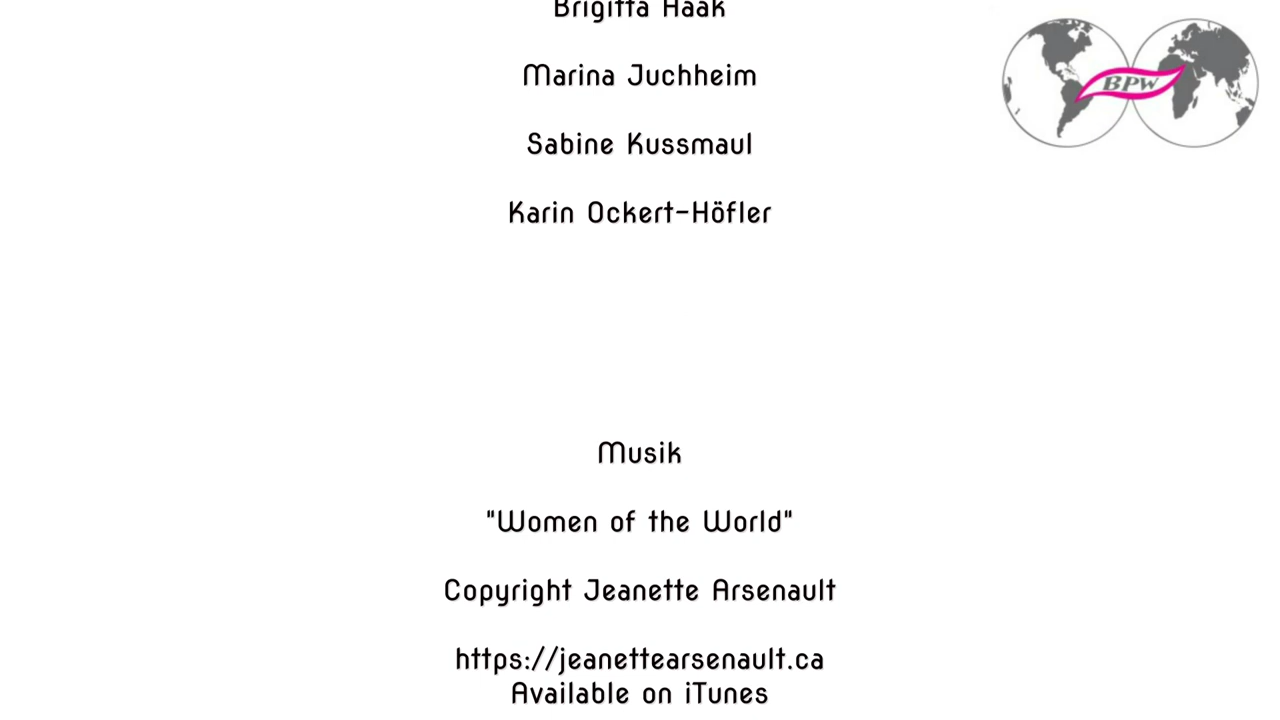 Brigitta Haak
Marina Juchheim
BPW
Sabine Kussmaul
Karin Ockert-Höfler
Musik
"Women of the World"
Copyright Jeanette Arsenault
https://jeanettearsenault.ca
Available on iTunes